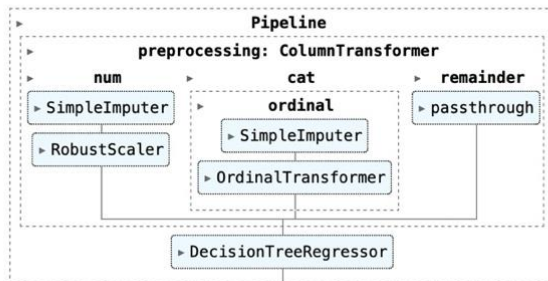 Pipeline
preprocessing: ColumnTransformer
num cat remainder
SimpleImputer ordinal passthrough
RobustScaler SimpleImputer
OrdinalTransformer
DecisionTreeRegressor